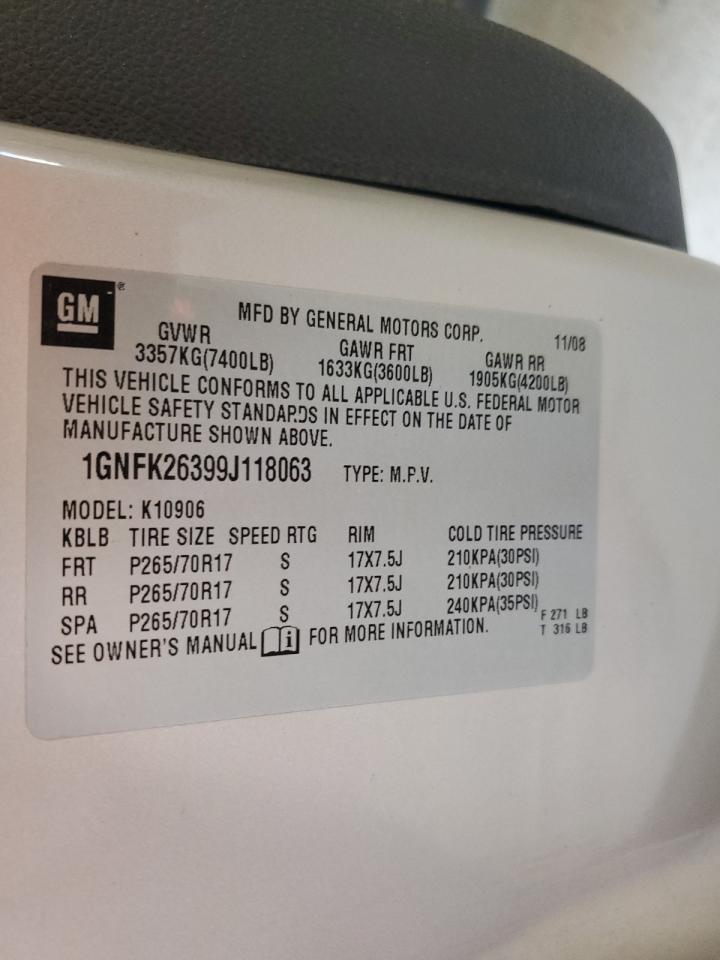 GM®
MFD BY GENERAL MOTORS CORP. 11/08
GVWR GAWR FRT GAWR RR
3357KG(7400LB) 1633KG(3600LB) 1905KG(4200LB)
THIS VEHICLE CONFORMS TO ALL APPLICABLE U.S. FEDERAL MOTOR
VEHICLE SAFETY STANDARDS IN EFFECT ON THE DATE OF
MANUFACTURE SHOWN ABOVE.
1GNFK26399J118063 TYPE: M.P.V.
MODEL: K10906
KBLB TIRE SIZE SPEED RTG RIM COLD TIRE PRESSURE
FRT P265/70R17 S 17X7.5J 210KPA(30PSI)
RR P265/70R17 S 17X7.5J 210KPA(30PSI)
SPA P265/70R17 S 17X7.5J 240KPA(35PSI) F 271 LB
T 316 LB
SEE OWNER'S MANUAL i FOR MORE INFORMATION.